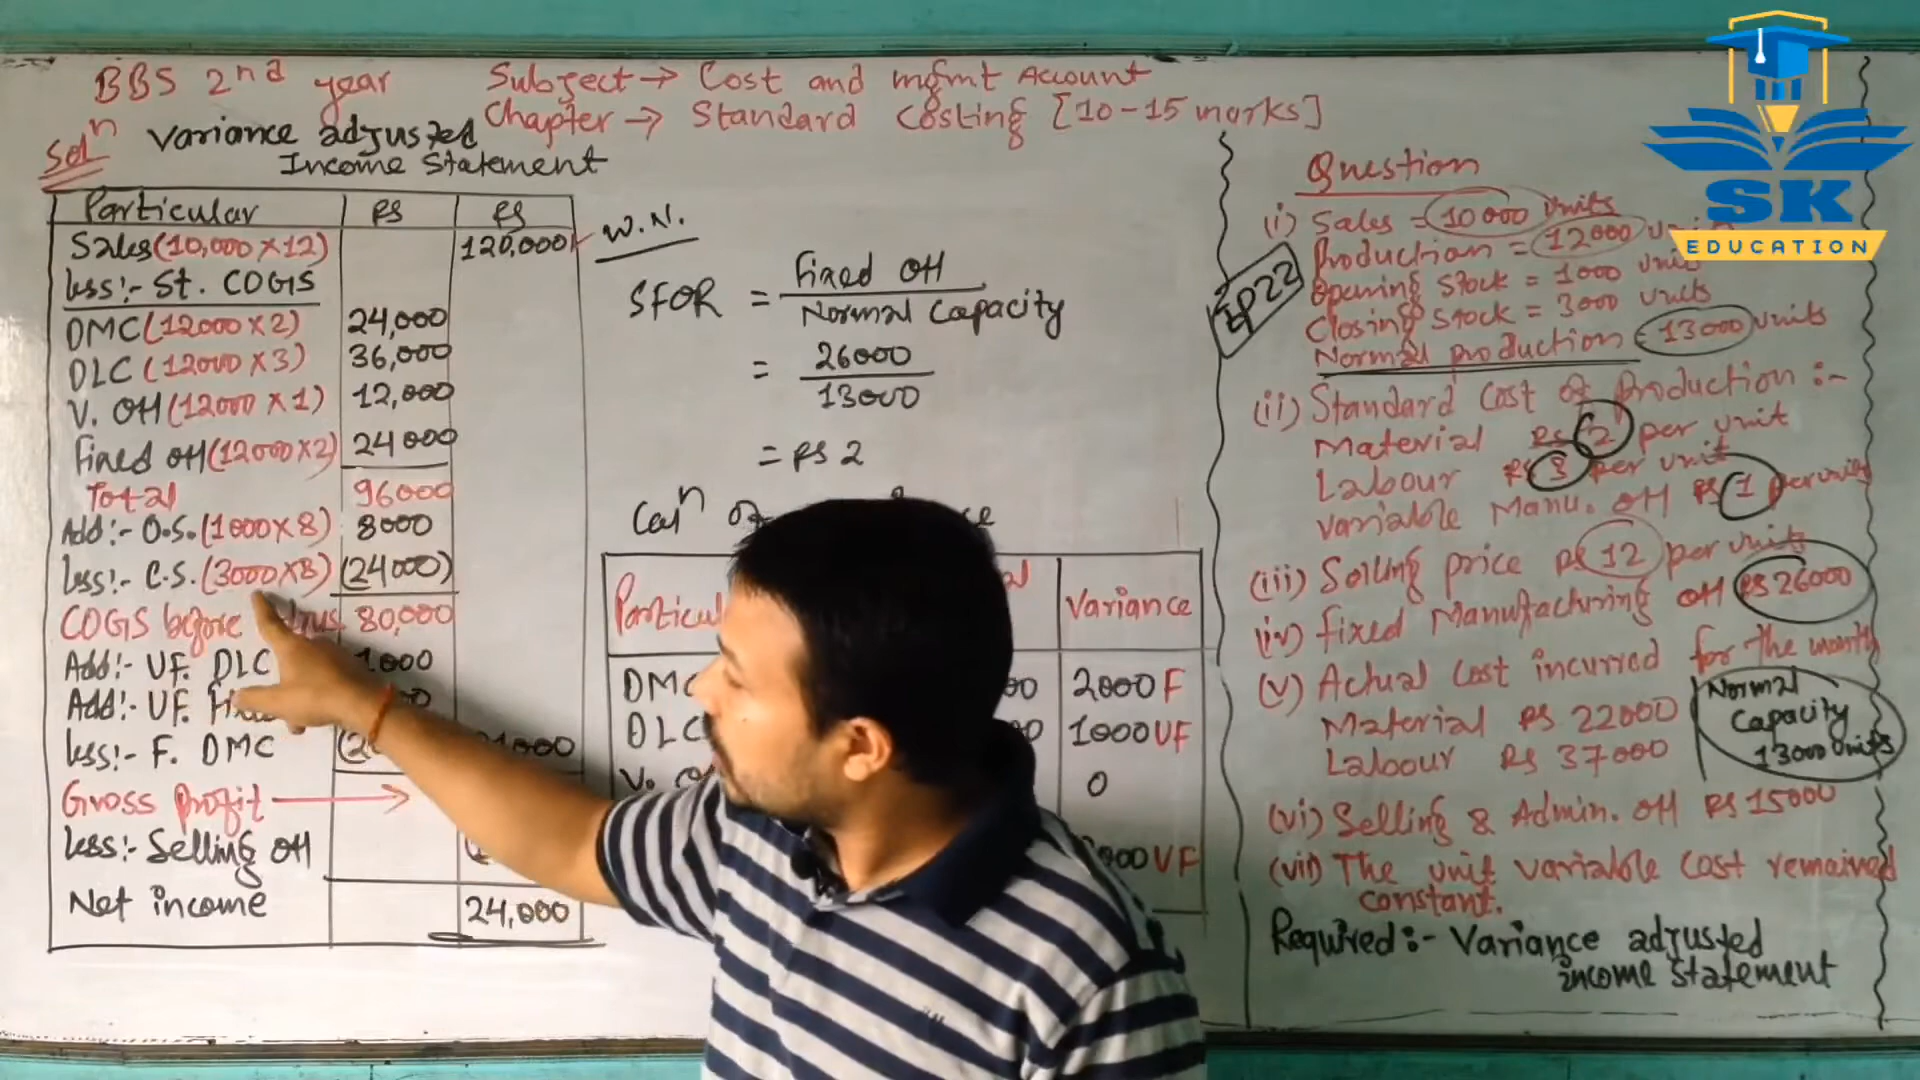 BBS 2nd year
Subject → Cost and mgmt Account
Chapter → Standard Costing [10-15 marks]
Soln Variance adjusted
Income Statement
Particular RS RS
Sales (10,000×12) 120,000
less:- St. COGS
DMC (12000×2) 24,000
DLC (12000×3) 36,000
V. OH (12000×1) 12,000
fixed OH (12000×2) 24000
Total 96000
Add:- O.S. (1000×8) 8000
less:- C.S. (3000×8) (24000)
COGS before 80,000
Add:- UF. DLC 1000
Add:- UF.
less:- F. DMC
Gross profit →
less:- Selling OH
Net income 24,000
W.N.
SFOR = fixed OH / Normal Capacity
= 26000 / 13000
= RS 2
Caln
Variance
DMC 2000 F
DLC 1000 UF
V. 0
000 UF
Question
(i) Sales = 10000 units
Production = 12000
Opening Stock = 1000 units
Closing Stock = 3000 units
Normal production = 13000 units
(ii) Standard Cost of Production :-
Material RS 2 per unit
Labour RS 3 per unit
variable Manu. OH RS 1 per unit
(iii) Selling price RS 12 per units
(iv) fixed Manufacturing OH RS 26000
(v) Actual Cost incurred for the month
Material RS 22000
Labour RS 37000
Normal
Capacity
13000 units
(vi) Selling & Admin. OH RS 15000
(vii) The unit variable Cost remained
constant.
Required:- Variance adjusted
income statement
SK
EDUCATION